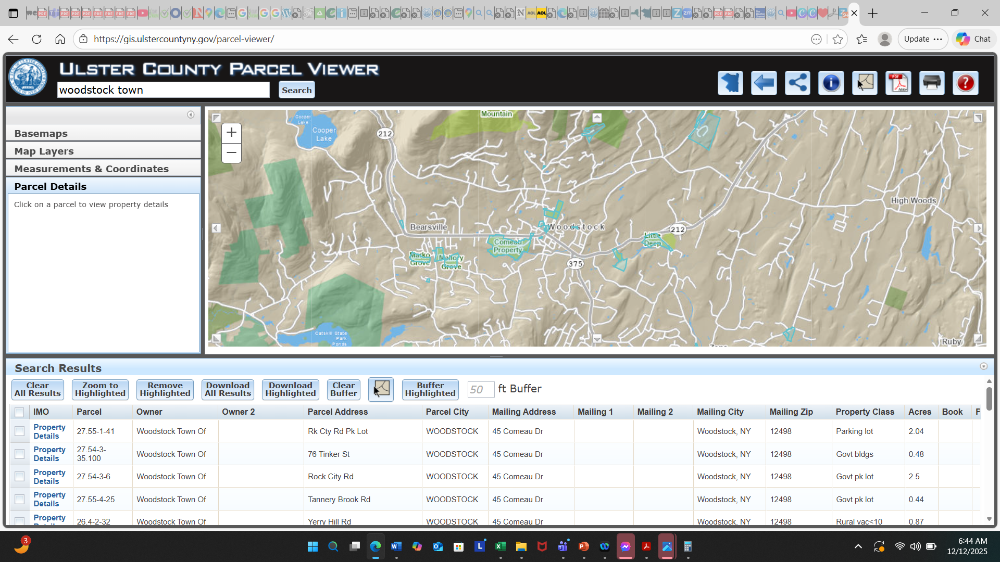 https://gis.ulstercountyny.gov/parcel-viewer/
Update
Chat
ULSTER COUNTY PARCEL VIEWER
woodstock town
Search
Basemaps
Map Layers
Measurements & Coordinates
Parcel Details
Click on a parcel to view property details
+
−
Cooper Lake
Cooper Lake
212
Mountain
Bearsville
Woodstock
High Woods
212
Little Deep
Comeau Property
Marko Grove
Mallory Grove
375
Catskill State Park
Ponds
Ruby
Search Results
Clear All Results
Zoom to Highlighted
Remove Highlighted
Download All Results
Download Highlighted
Clear Buffer
Buffer Highlighted
50 ft Buffer
IMO Parcel Owner Owner 2 Parcel Address Parcel City Mailing Address Mailing 1 Mailing 2 Mailing City Mailing Zip Property Class Acres Book
Property Details 27.55-1-41 Woodstock Town Of Rk Cty Rd Pk Lot WOODSTOCK 45 Comeau Dr Woodstock, NY 12498 Parking lot 2.04
Property Details 27.54-3-35.100 Woodstock Town Of 76 Tinker St WOODSTOCK 45 Comeau Dr Woodstock, NY 12498 Govt bldgs 0.48
Property Details 27.54-3-6 Woodstock Town Of Rock City Rd WOODSTOCK 45 Comeau Dr Woodstock, NY 12498 Govt pk lot 2.5
Property Details 27.55-4-25 Woodstock Town Of Tannery Brook Rd WOODSTOCK 45 Comeau Dr Woodstock, NY 12498 Govt pk lot 0.44
Property 26.4-2-32 Woodstock Town Of Yerry Hill Rd WOODSTOCK 45 Comeau Dr Woodstock, NY 12498 Rural vac<10 0.87
3
6:44 AM
12/12/2025